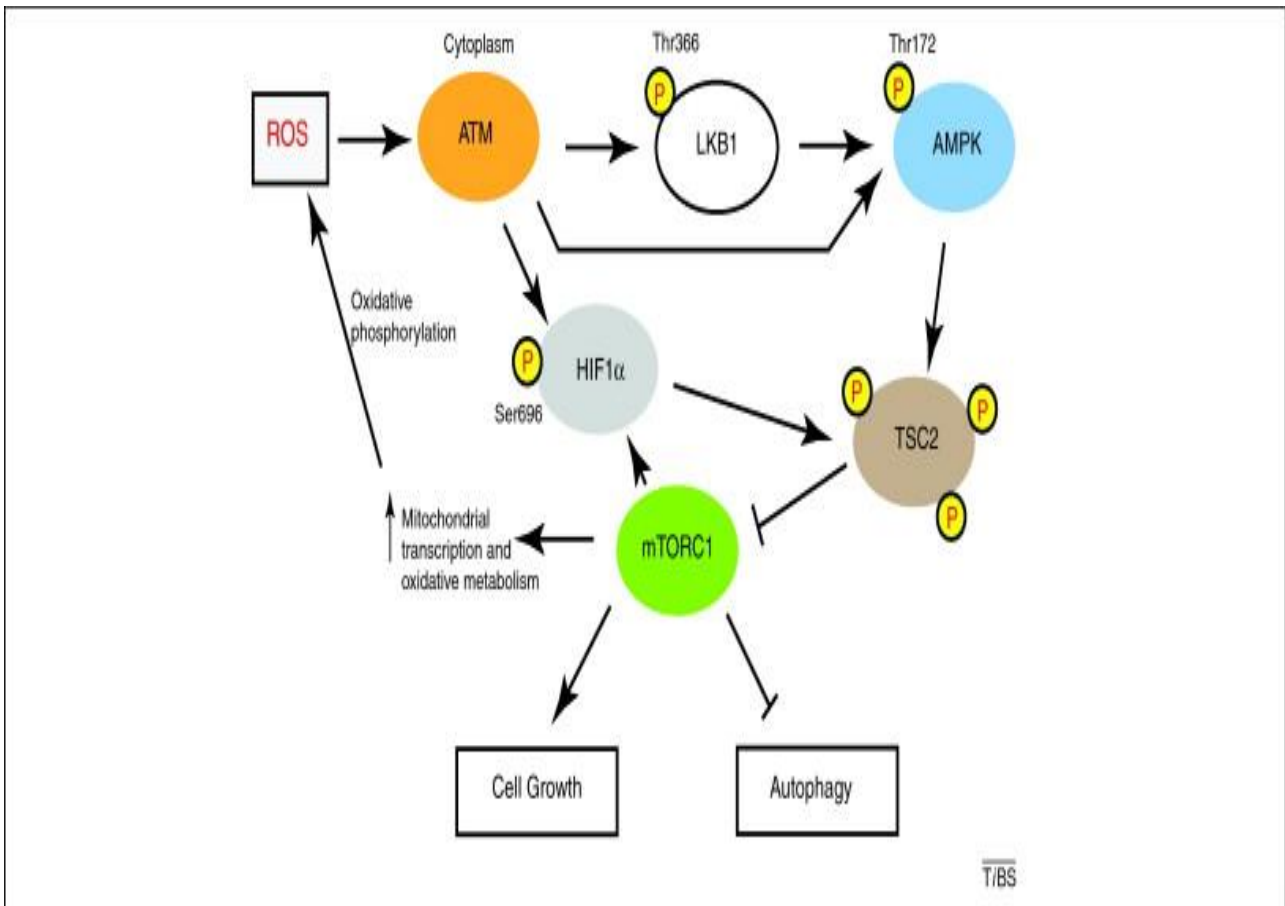 Cytoplasm
Thr366
Thr172
ROS
ATM
P
LKB1
P
AMPK
Oxidative
phosphorylation
P
HIF1α
Ser696
P
P
TSC2
P
Mitochondrial
transcription and
oxidative metabolism
mTORC1
Cell Growth
Autophagy
TiBS